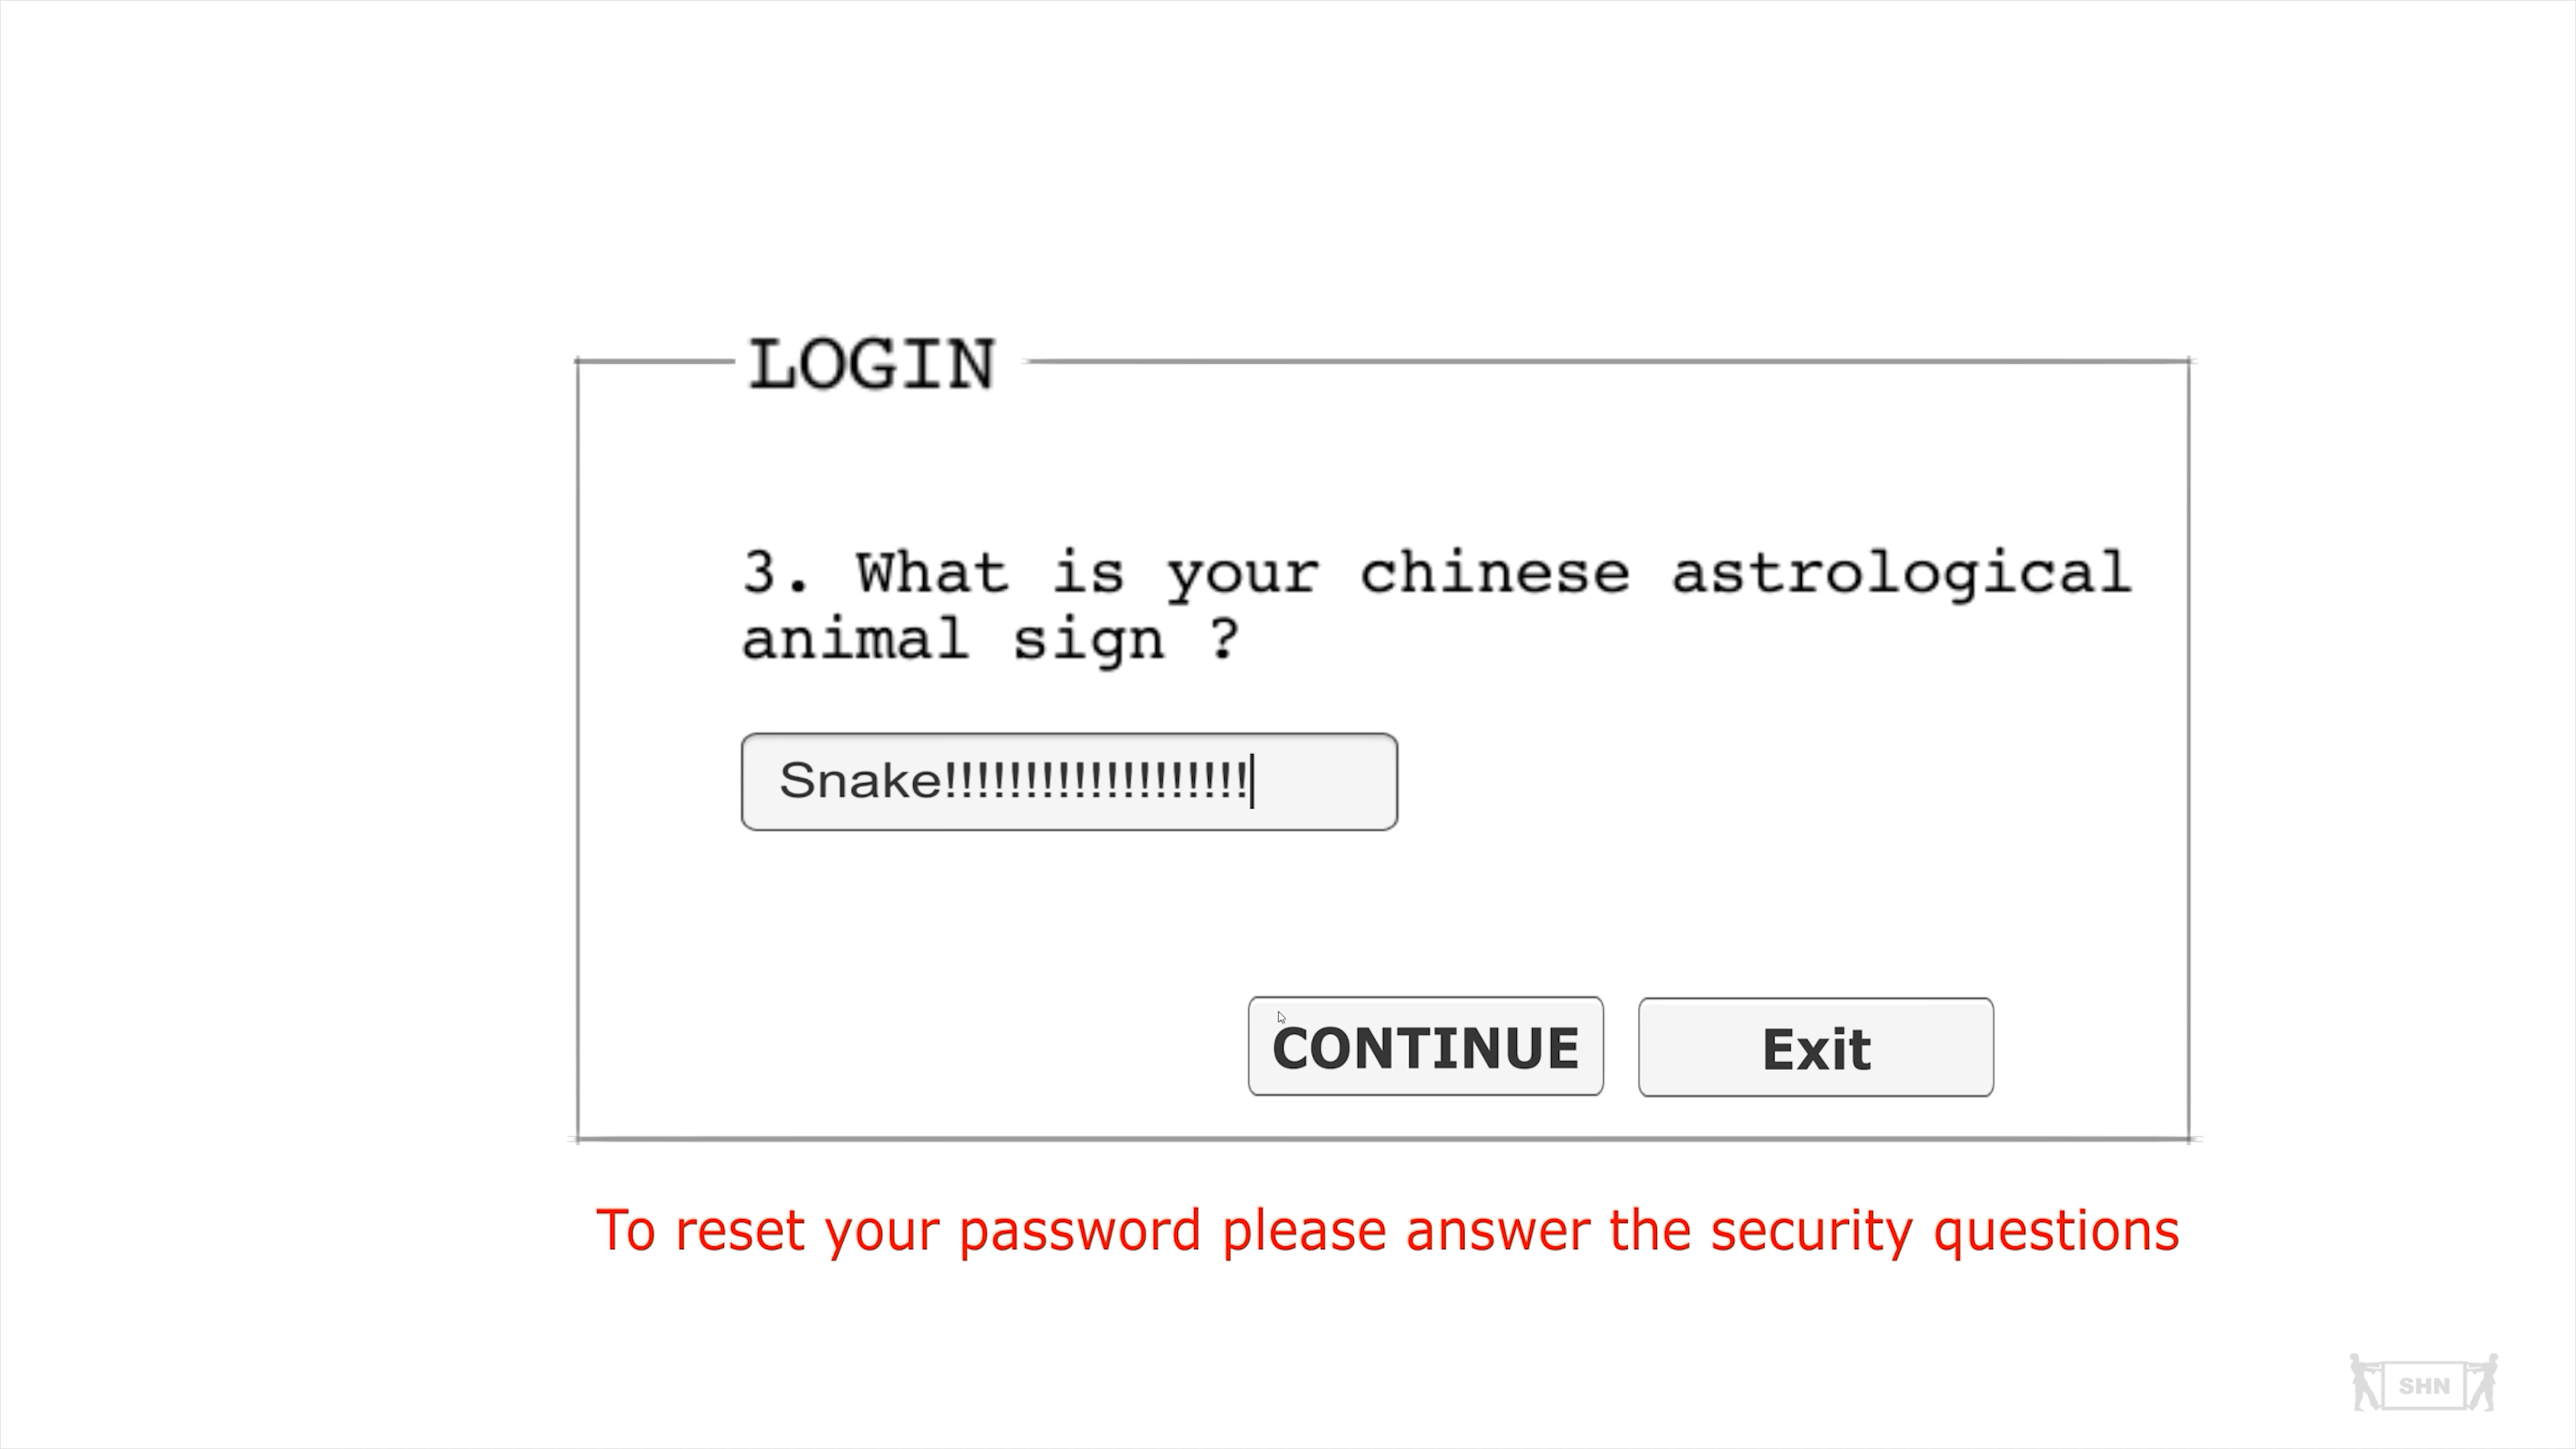 LOGIN
3. What is your chinese astrological
animal sign ?
Snake!!!!!!!!!!!!!!!!!!!
CONTINUE
Exit
To reset your password please answer the security questions
SHN